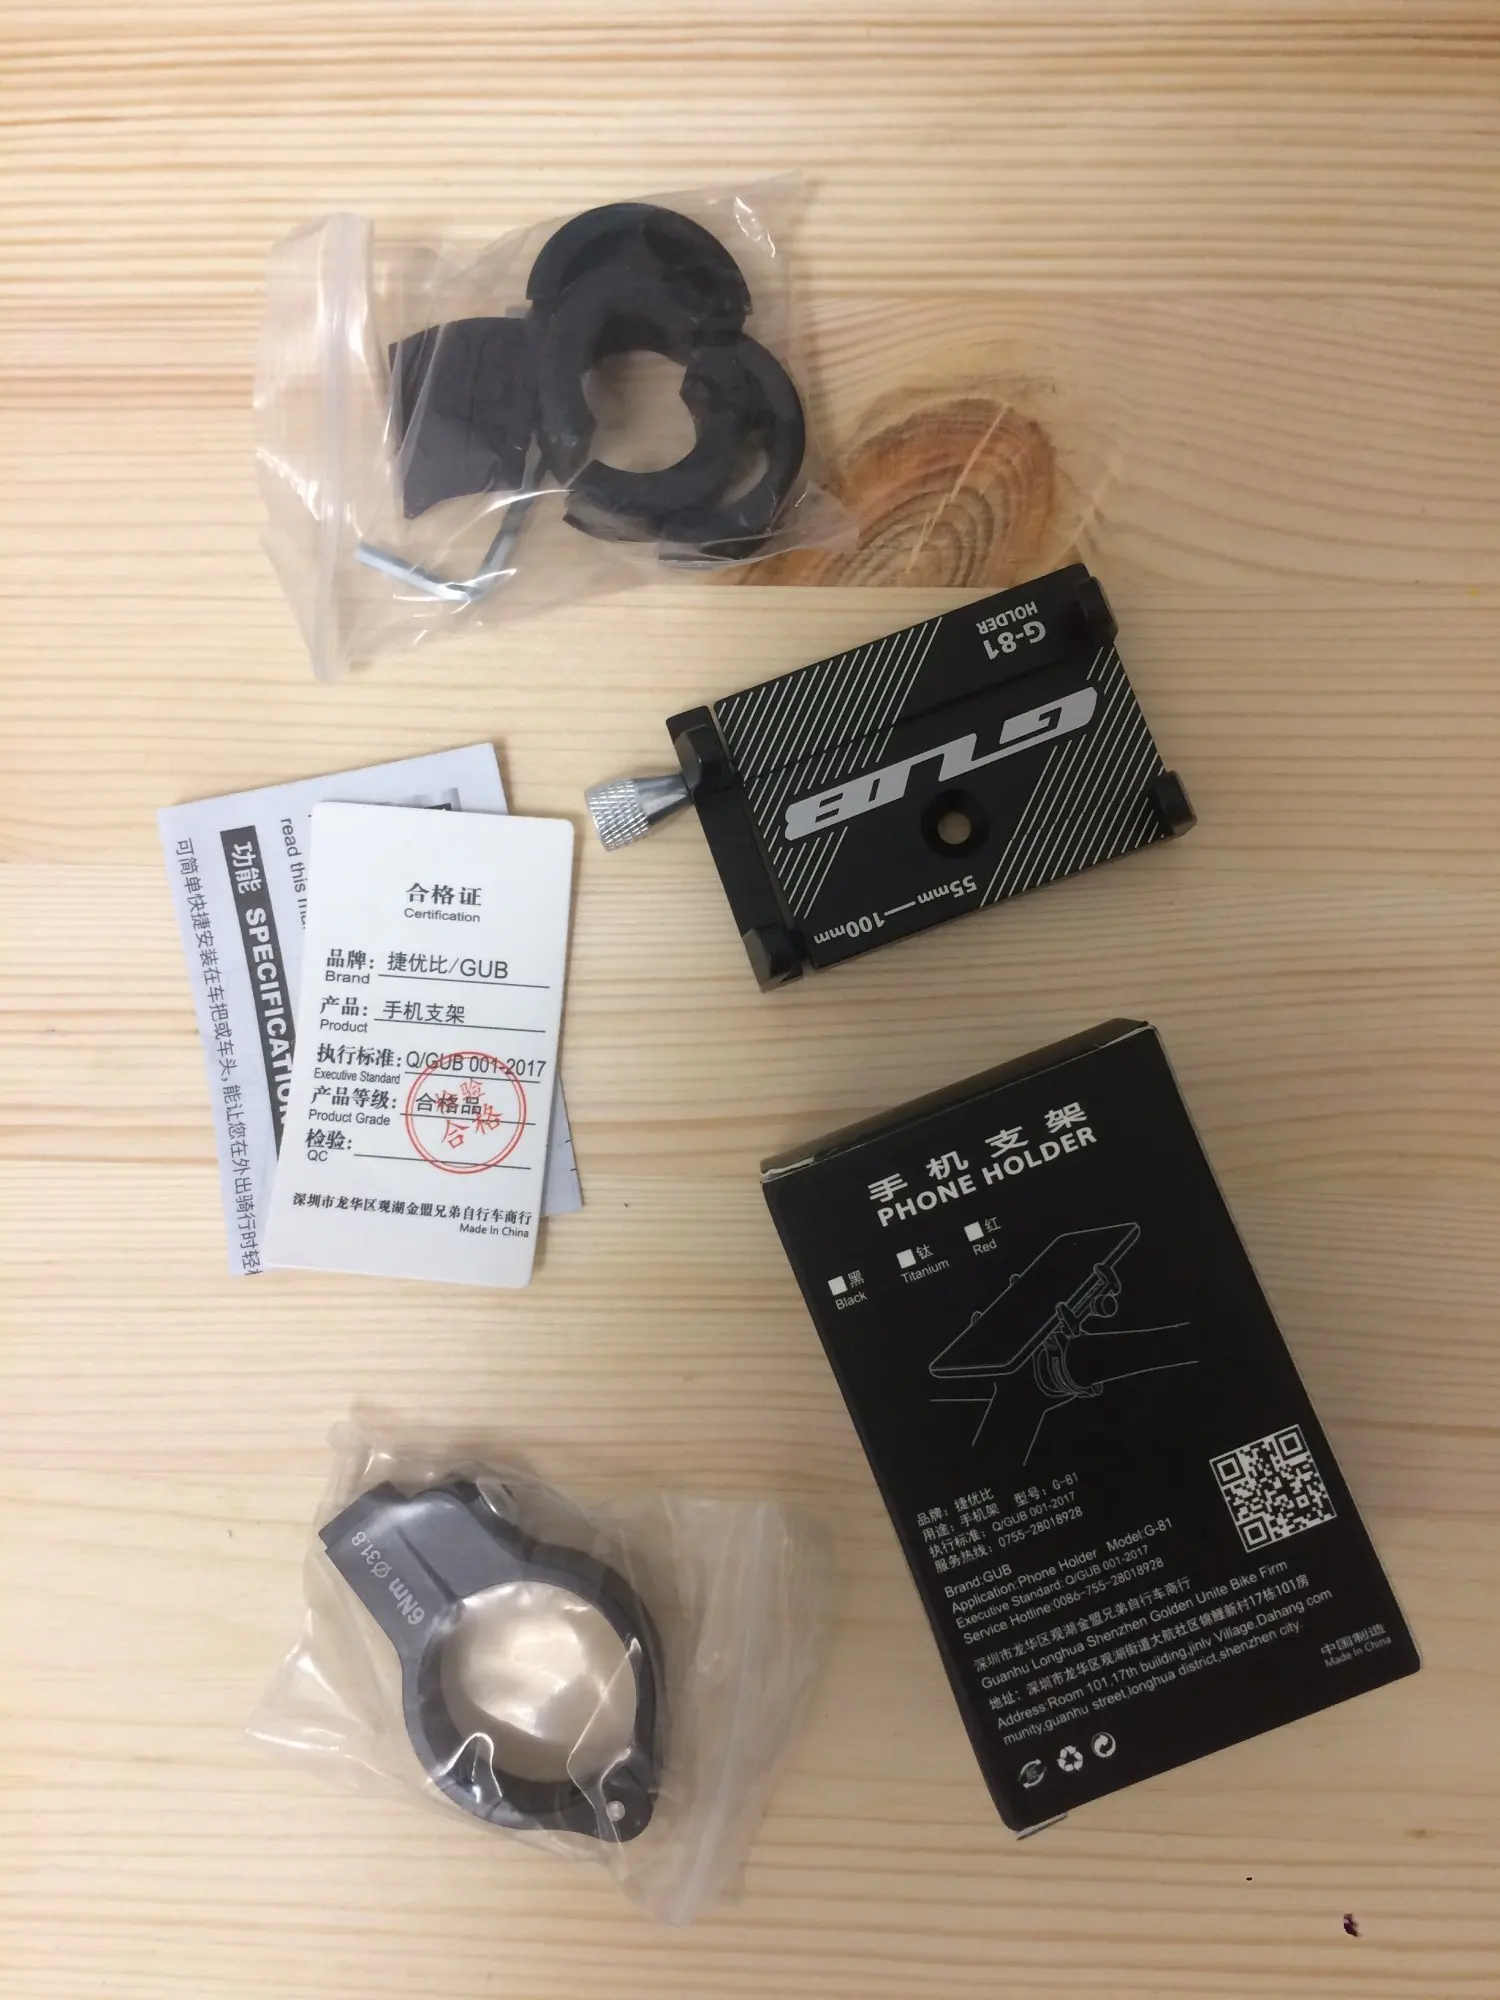 G-81
HOLDER
GUB
55mm—100mm
read this
功能 SPECIFICATION
可简单快捷安装在车把或车头,能让您在外出骑行时轻
合格证
Certification
品牌: 捷优比/GUB
Brand
产品: 手机支架
Product
执行标准: Q/GUB 001-2017
Executive Standard
产品等级: 合格品
Product Grade
检验:
QC
检验
合格
深圳市龙华区观湖金盟兄弟自行车商行
Made In China
手机支架
PHONE HOLDER
黑
Black
钛
Titanium
红
Red
品牌：捷优比 型号：G-81
用途：手机架
执行标准：Q/GUB 001-2017
服务热线：0755-28018928
Brand:GUB
Application:Phone Holder Model:G-81
Executive Standard:Q/GUB 001-2017
Service Hotline:0086-755-28018928
深圳市龙华区观湖金盟兄弟自行车商行
Guanhu Longhua Shenzhen Golden Unite Bike Firm
地址：深圳市龙华区观湖街道大航社区锦鲤新村17栋101房
Address:Room 101,17th building,jinlv Village.Dahang com
munity,guanhu street,longhua district,shenzhen city.
中国制造
Made In China
6Nm Ø31.8